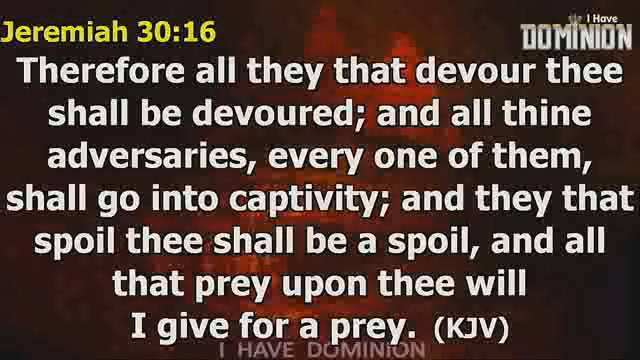 Jeremiah 30:16
I Have
DOMINION
Therefore all they that devour thee
shall be devoured; and all thine
adversaries, every one of them,
shall go into captivity; and they that
spoil thee shall be a spoil, and all
that prey upon thee will
I give for a prey. (KJV)
I HAVE DOMINION